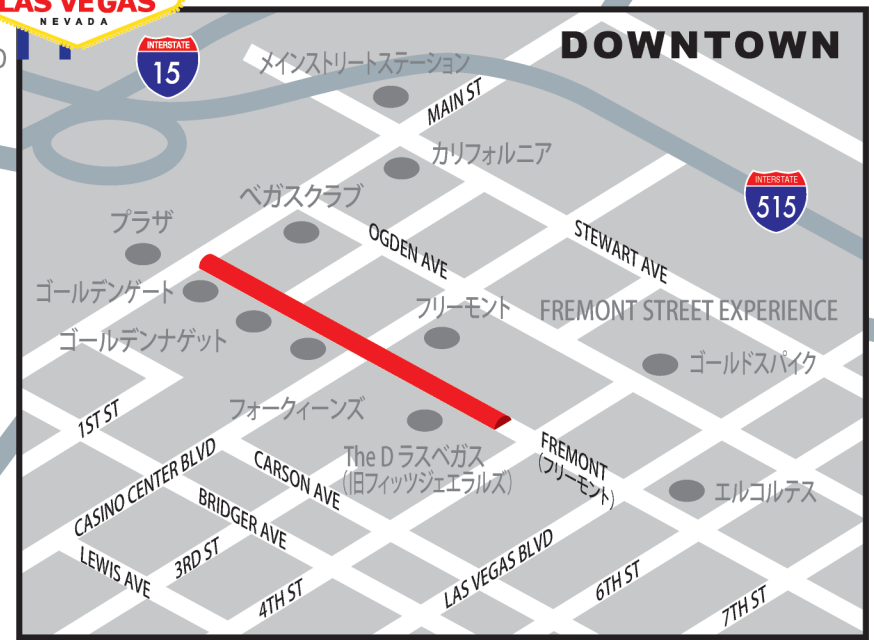 LAS VEGAS
NEVADA
INTERSTATE
15
DOWNTOWN
メインストリートステーション
MAIN ST
カリフォルニア
INTERSTATE
515
ベガスクラブ
プラザ
OGDEN AVE
STEWART AVE
ゴールデンゲート
フリーモント
FREMONT STREET EXPERIENCE
ゴールデンナゲット
ゴールドスパイク
1ST ST
フォークィーンズ
The D ラスベガス
(旧フィッツジェエラルズ)
FREMONT
(フリーモント)
CASINO CENTER BLVD
CARSON AVE
エルコルテス
BRIDGER AVE
LEWIS AVE
3RD ST
LAS VEGAS BLVD
4TH ST
6TH ST
7TH ST